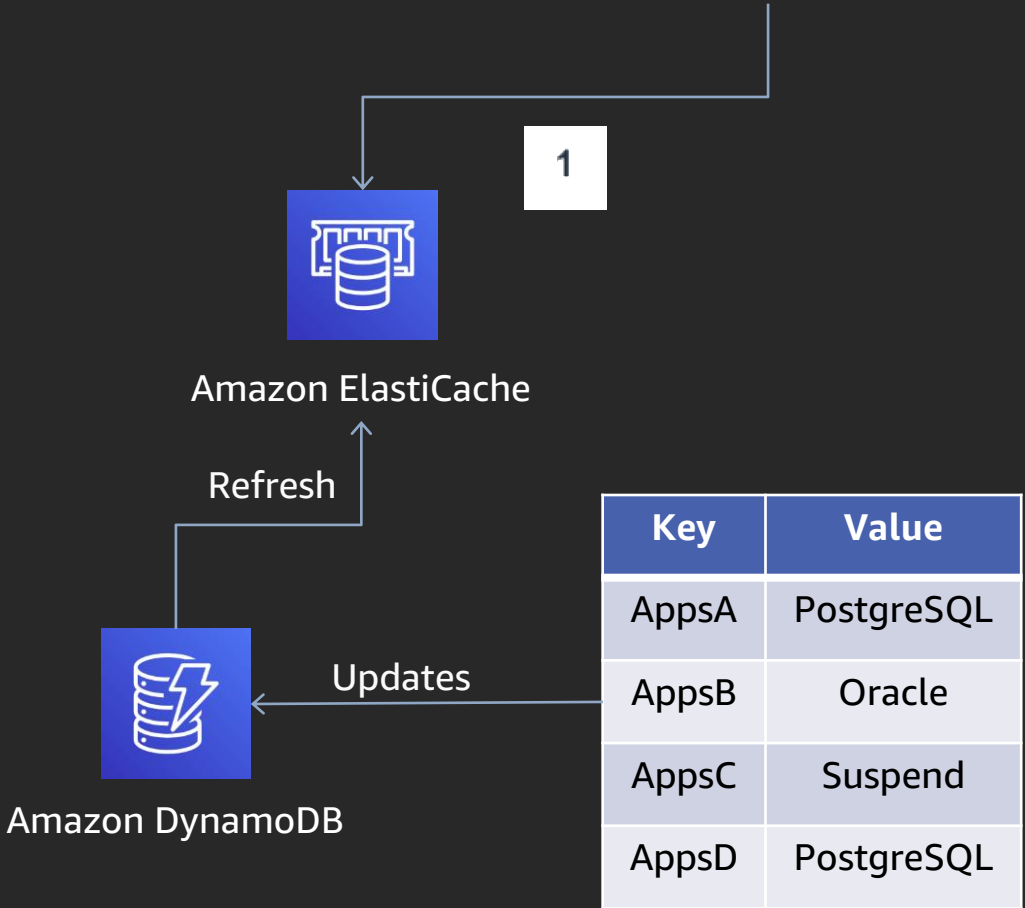 1
Amazon ElastiCache
Refresh
Key Value
AppsA PostgreSQL
Updates
AppsB Oracle
AppsC Suspend
Amazon DynamoDB
AppsD PostgreSQL